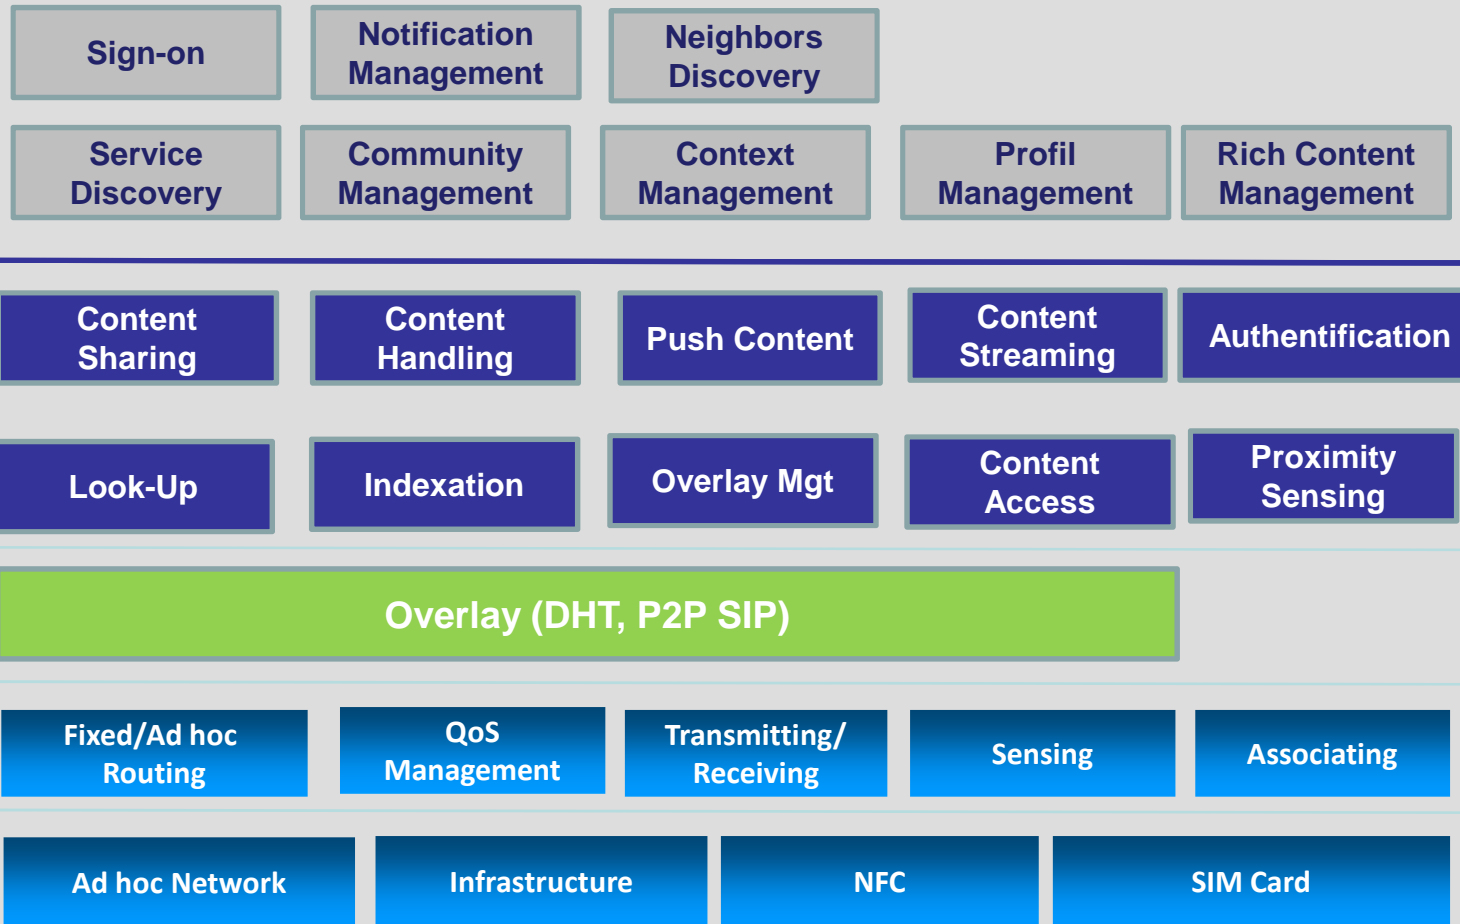 Sign-on
Notification
Management
Neighbors
Discovery
Service
Discovery
Community
Management
Context
Management
Profil
Management
Rich Content
Management
Content
Sharing
Content
Handling
Push Content
Content
Streaming
Authentification
Look-Up
Indexation
Overlay Mgt
Content
Access
Proximity
Sensing
Overlay (DHT, P2P SIP)
Fixed/Ad hoc
Routing
QoS
Management
Transmitting/
Receiving
Sensing
Associating
Ad hoc Network
Infrastructure
NFC
SIM Card